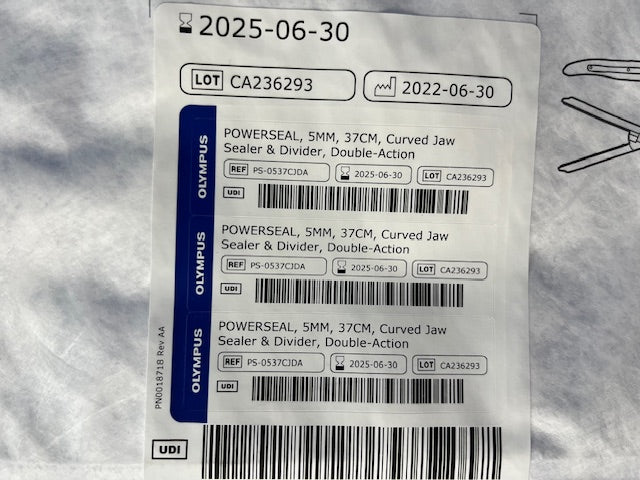 2025-06-30
LOT CA236293
2022-06-30
OLYMPUS
POWERSEAL, 5MM, 37CM, Curved Jaw
Sealer & Divider, Double-Action
REF PS-0537CJDA
2025-06-30
LOT CA236293
UDI
OLYMPUS
POWERSEAL, 5MM, 37CM, Curved Jaw
Sealer & Divider, Double-Action
REF PS-0537CJDA
2025-06-30
LOT CA236293
UDI
OLYMPUS
POWERSEAL, 5MM, 37CM, Curved Jaw
Sealer & Divider, Double-Action
REF PS-0537CJDA
2025-06-30
LOT CA236293
UDI
PN0018718 Rev AA
UDI